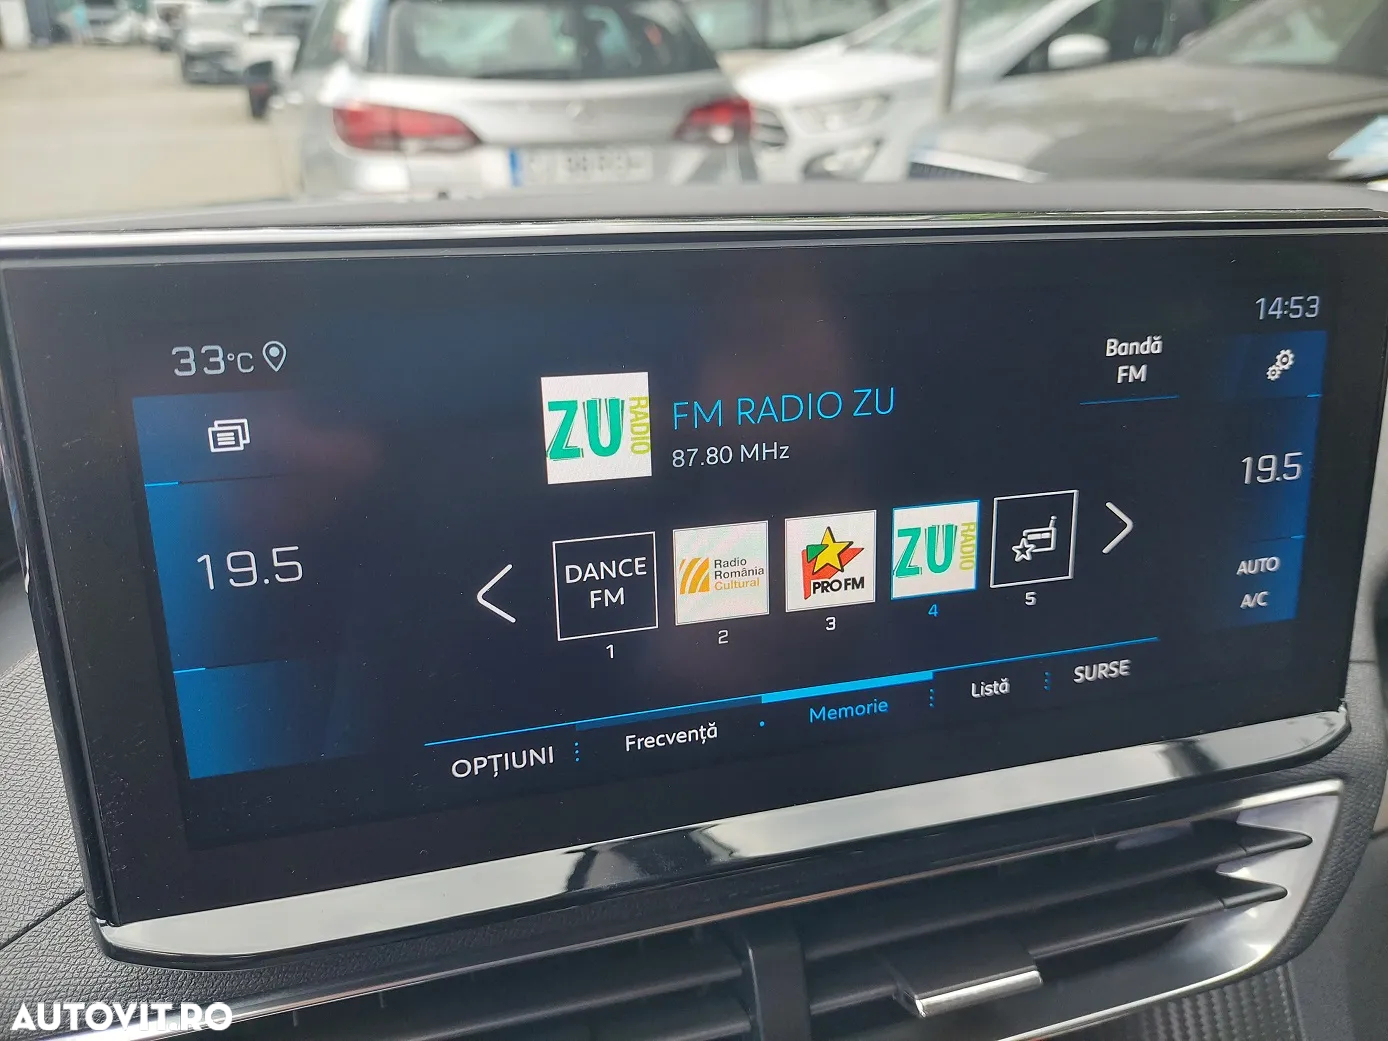 14:53
33°C
Bandă
FM
ZU
RADIO
FM RADIO ZU
87.80 MHz
19.5
19.5
DANCE
FM
Radio
România
Cultural
PRO FM
ZU
RADIO
1
2
3
4
5
AUTO
A/C
OPȚIUNI
Frecvență
Memorie
Listă
SURSE
AUTOVIT.RO